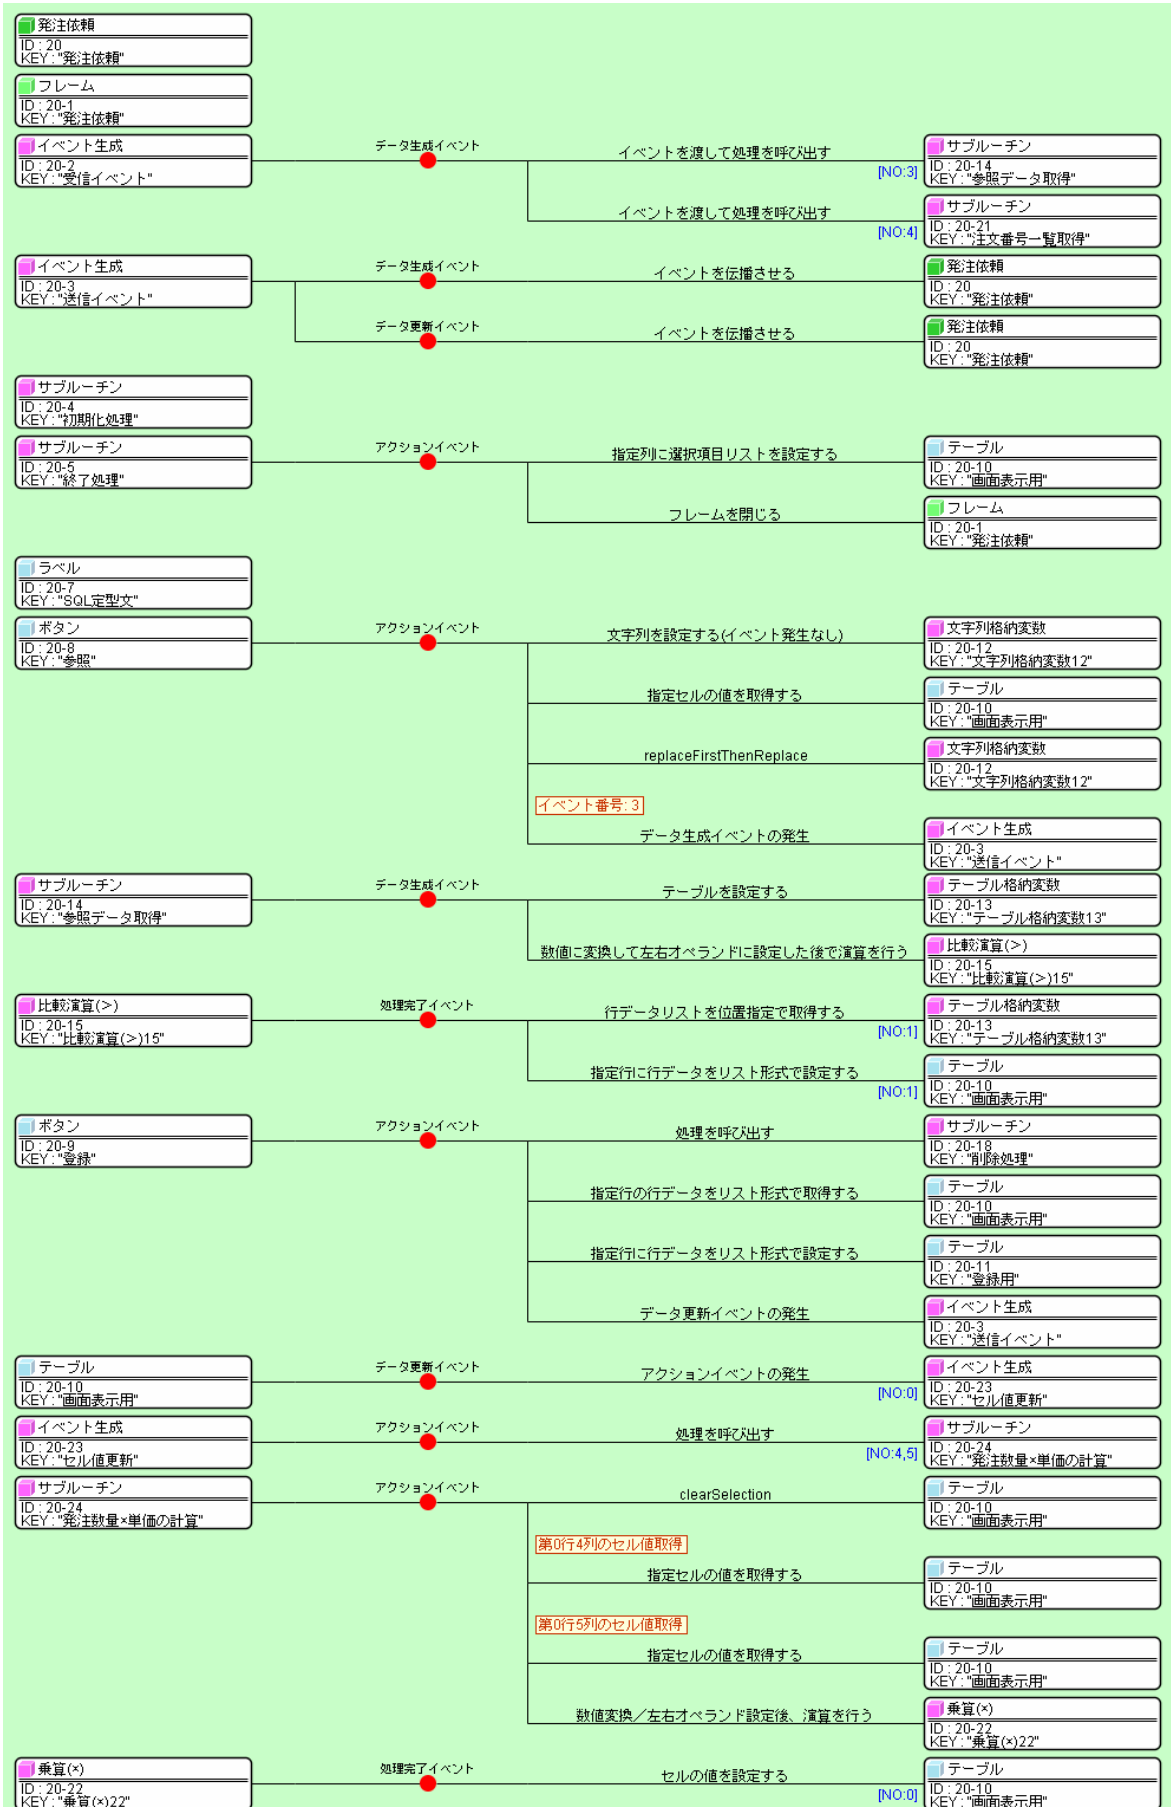 発注依頼
ID : 20
KEY : "発注依頼"
フレーム
ID : 20-1
KEY : "発注依頼"
イベント生成
ID : 20-2
KEY : "受信イベント"
データ生成イベント
イベントを渡して処理を呼び出す
[NO:3]
サブルーチン
ID : 20-14
KEY : "参照データ取得"
イベントを渡して処理を呼び出す
[NO:4]
サブルーチン
ID : 20-21
KEY : "注文番号一覧取得"
イベント生成
ID : 20-3
KEY : "送信イベント"
データ生成イベント
イベントを伝播させる
発注依頼
ID : 20
KEY : "発注依頼"
データ更新イベント
イベントを伝播させる
発注依頼
ID : 20
KEY : "発注依頼"
サブルーチン
ID : 20-4
KEY : "初期化処理"
サブルーチン
ID : 20-5
KEY : "終了処理"
アクションイベント
指定列に選択項目リストを設定する
テーブル
ID : 20-10
KEY : "画面表示用"
フレームを閉じる
フレーム
ID : 20-1
KEY : "発注依頼"
ラベル
ID : 20-7
KEY : "SQL定型文"
ボタン
ID : 20-8
KEY : "参照"
アクションイベント
文字列を設定する(イベント発生なし)
文字列格納変数
ID : 20-12
KEY : "文字列格納変数12"
指定セルの値を取得する
テーブル
ID : 20-10
KEY : "画面表示用"
replaceFirstThenReplace
文字列格納変数
ID : 20-12
KEY : "文字列格納変数12"
イベント番号: 3
データ生成イベントの発生
イベント生成
ID : 20-3
KEY : "送信イベント"
サブルーチン
ID : 20-14
KEY : "参照データ取得"
データ生成イベント
テーブルを設定する
テーブル格納変数
ID : 20-13
KEY : "テーブル格納変数13"
数値に変換して左右オペランドに設定した後で演算を行う
比較演算(>)
ID : 20-15
KEY : "比較演算(>)15"
比較演算(>)
ID : 20-15
KEY : "比較演算(>)15"
処理完了イベント
行データリストを位置指定で取得する
[NO:1]
テーブル格納変数
ID : 20-13
KEY : "テーブル格納変数13"
指定行に行データをリスト形式で設定する
[NO:1]
テーブル
ID : 20-10
KEY : "画面表示用"
ボタン
ID : 20-9
KEY : "登録"
アクションイベント
処理を呼び出す
サブルーチン
ID : 20-18
KEY : "削除処理"
指定行の行データをリスト形式で取得する
テーブル
ID : 20-10
KEY : "画面表示用"
指定行に行データをリスト形式で設定する
テーブル
ID : 20-11
KEY : "登録用"
データ更新イベントの発生
イベント生成
ID : 20-3
KEY : "送信イベント"
テーブル
ID : 20-10
KEY : "画面表示用"
データ更新イベント
アクションイベントの発生
[NO:0]
イベント生成
ID : 20-23
KEY : "セル値更新"
イベント生成
ID : 20-23
KEY : "セル値更新"
アクションイベント
処理を呼び出す
[NO:4,5]
サブルーチン
ID : 20-24
KEY : "発注数量×単価の計算"
サブルーチン
ID : 20-24
KEY : "発注数量×単価の計算"
アクションイベント
clearSelection
テーブル
ID : 20-10
KEY : "画面表示用"
第0行4列のセル値取得
指定セルの値を取得する
テーブル
ID : 20-10
KEY : "画面表示用"
第0行5列のセル値取得
指定セルの値を取得する
テーブル
ID : 20-10
KEY : "画面表示用"
数値変換／左右オペランド設定後、演算を行う
乗算(×)
ID : 20-22
KEY : "乗算(×)22"
乗算(×)
ID : 20-22
KEY : "乗算(×)22"
処理完了イベント
セルの値を設定する
[NO:0]
テーブル
ID : 20-10
KEY : "画面表示用"